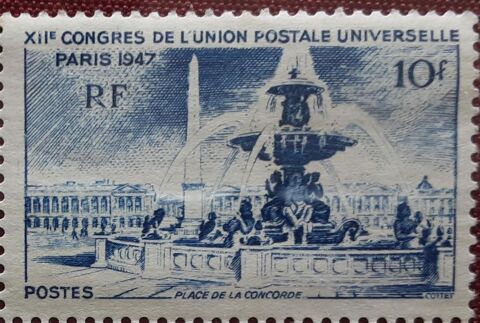 XIIE CONGRES DE L'UNION POSTALE UNIVERSELLE
PARIS 1947
10f
RF
POSTES
PLACE DE LA CONCORDE
COTTET